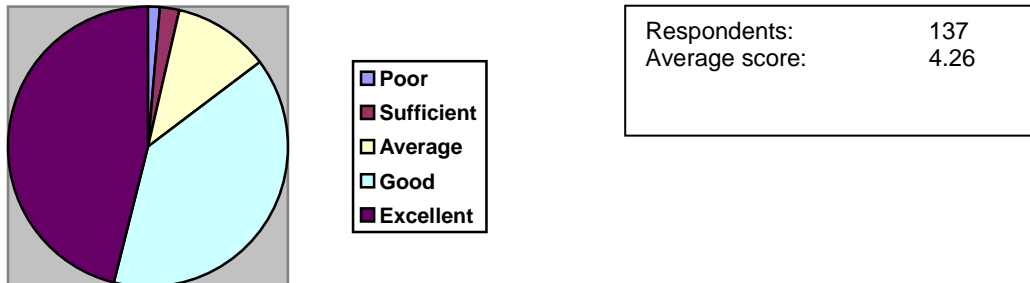 Poor
Sufficient
Average
Good
Excellent
Respondents: 137
Average score: 4.26